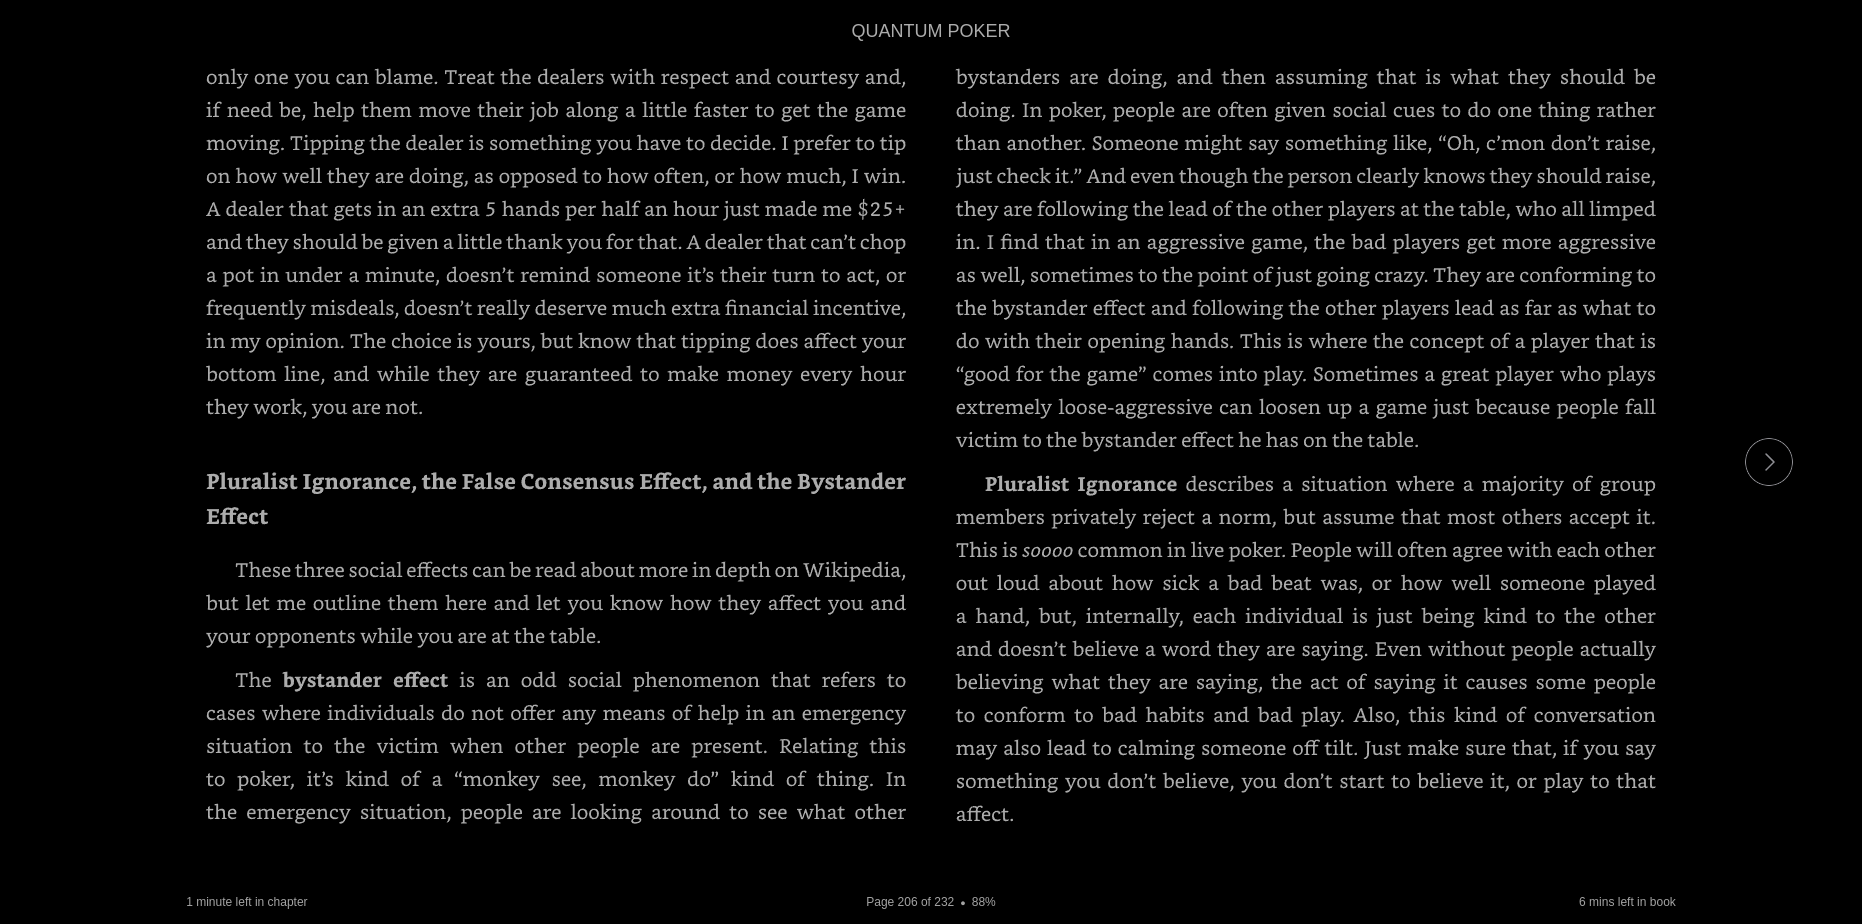 QUANTUM POKER
only one you can blame. Treat the dealers with respect and courtesy and,
if need be, help them move their job along a little faster to get the game
moving. Tipping the dealer is something you have to decide. I prefer to tip
on how well they are doing, as opposed to how often, or how much, I win.
A dealer that gets in an extra 5 hands per half an hour just made me $25+
and they should be given a little thank you for that. A dealer that can’t chop
a pot in under a minute, doesn’t remind someone it’s their turn to act, or
frequently misdeals, doesn’t really deserve much extra financial incentive,
in my opinion. The choice is yours, but know that tipping does affect your
bottom line, and while they are guaranteed to make money every hour
they work, you are not.
Pluralist Ignorance, the False Consensus Effect, and the Bystander
Effect
These three social effects can be read about more in depth on Wikipedia,
but let me outline them here and let you know how they affect you and
your opponents while you are at the table.
The bystander effect is an odd social phenomenon that refers to
cases where individuals do not offer any means of help in an emergency
situation to the victim when other people are present. Relating this
to poker, it’s kind of a “monkey see, monkey do” kind of thing. In
the emergency situation, people are looking around to see what other
bystanders are doing, and then assuming that is what they should be
doing. In poker, people are often given social cues to do one thing rather
than another. Someone might say something like, “Oh, c’mon don’t raise,
just check it.” And even though the person clearly knows they should raise,
they are following the lead of the other players at the table, who all limped
in. I find that in an aggressive game, the bad players get more aggressive
as well, sometimes to the point of just going crazy. They are conforming to
the bystander effect and following the other players lead as far as what to
do with their opening hands. This is where the concept of a player that is
“good for the game” comes into play. Sometimes a great player who plays
extremely loose-aggressive can loosen up a game just because people fall
victim to the bystander effect he has on the table.
Pluralist Ignorance describes a situation where a majority of group
members privately reject a norm, but assume that most others accept it.
This is soooo common in live poker. People will often agree with each other
out loud about how sick a bad beat was, or how well someone played
a hand, but, internally, each individual is just being kind to the other
and doesn’t believe a word they are saying. Even without people actually
believing what they are saying, the act of saying it causes some people
to conform to bad habits and bad play. Also, this kind of conversation
may also lead to calming someone off tilt. Just make sure that, if you say
something you don’t believe, you don’t start to believe it, or play to that
affect.
1 minute left in chapter
Page 206 of 232 • 88%
6 mins left in book